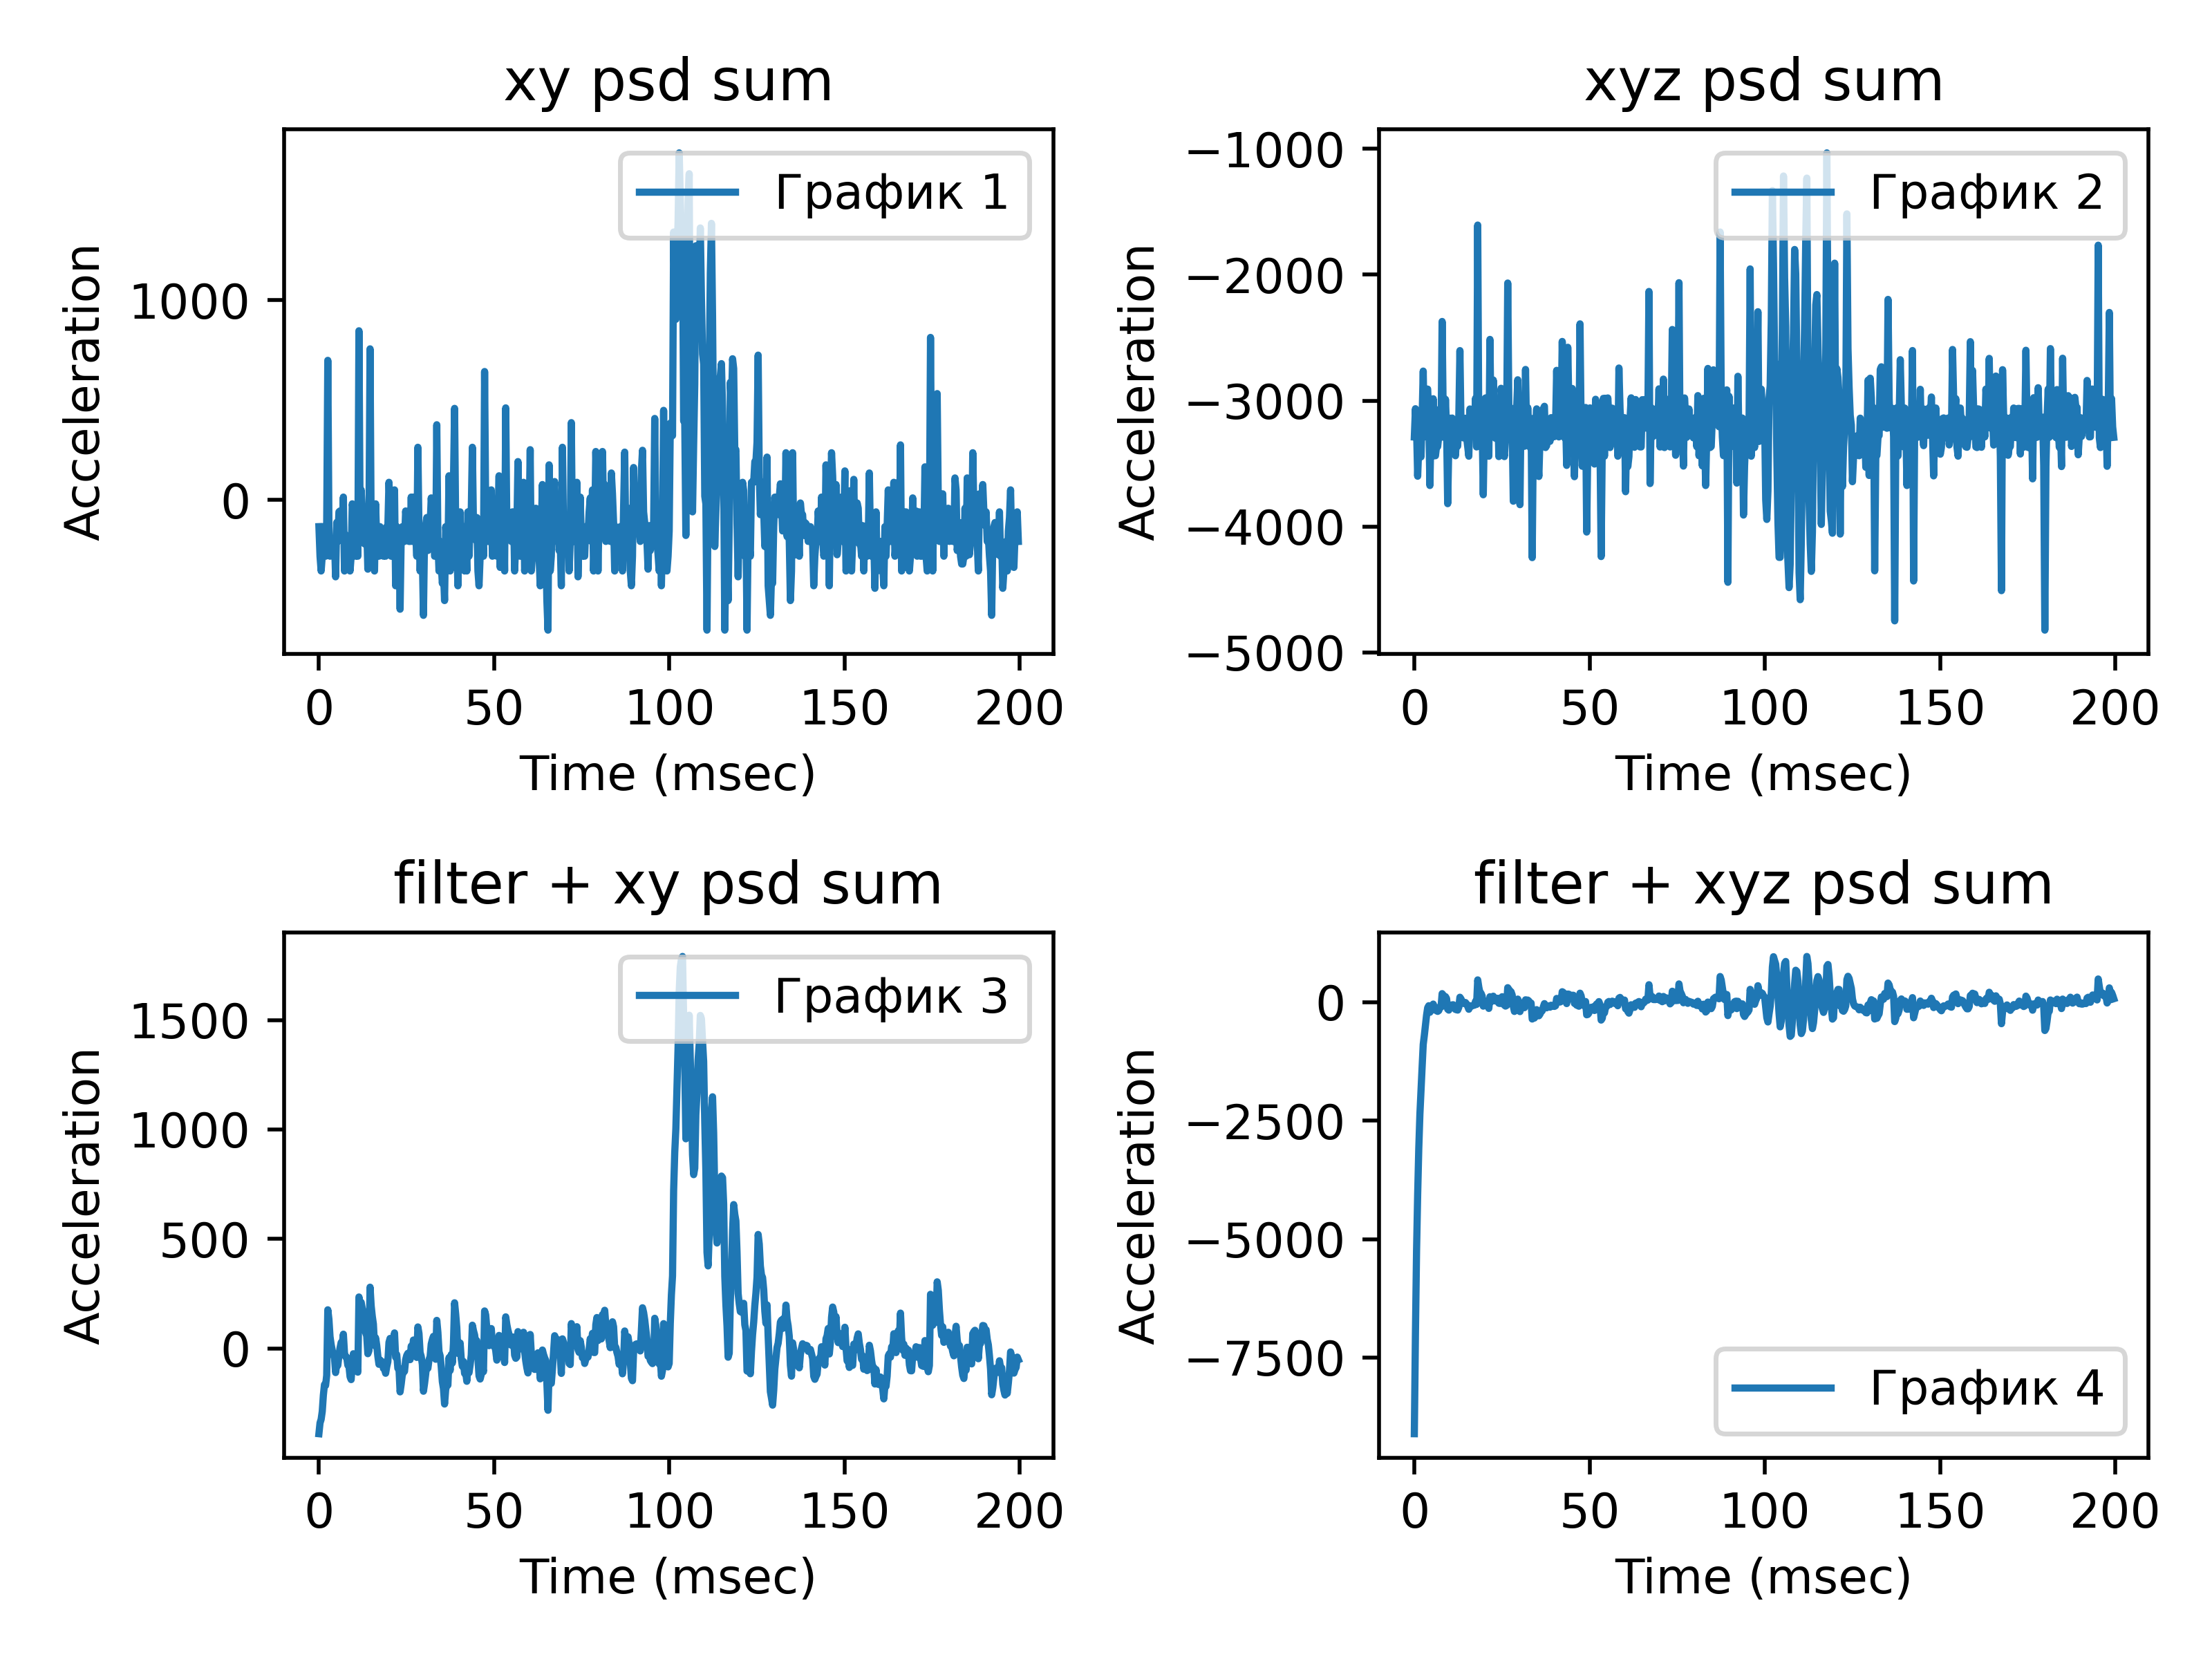 xy psd sum
Acceleration
1000
0
График 1
0 50 100 150 200
Time (msec)
xyz psd sum
Acceleration
−1000
−2000
−3000
−4000
−5000
График 2
0 50 100 150 200
Time (msec)
filter + xy psd sum
Acceleration
1500
1000
500
0
График 3
0 50 100 150 200
Time (msec)
filter + xyz psd sum
Acceleration
0
−2500
−5000
−7500
График 4
0 50 100 150 200
Time (msec)